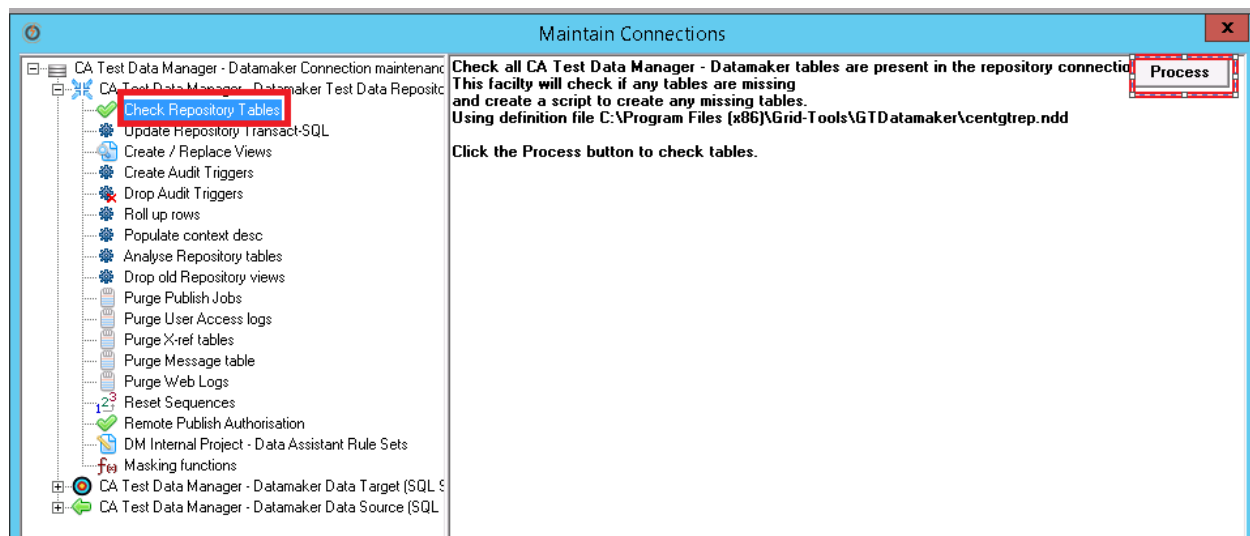 Maintain Connections
x
CA Test Data Manager - Datamaker Connection maintenanc
CA Test Data Manager - Datamaker Test Data Reposito
Check Repository Tables
Update Repository Transact-SQL
Create / Replace Views
Create Audit Triggers
Drop Audit Triggers
Roll up rows
Populate context desc
Analyse Repository tables
Drop old Repository views
Purge Publish Jobs
Purge User Access logs
Purge X-ref tables
Purge Message table
Purge Web Logs
Reset Sequences
Remote Publish Authorisation
DM Internal Project - Data Assistant Rule Sets
Masking functions
CA Test Data Manager - Datamaker Data Target (SQL S
CA Test Data Manager - Datamaker Data Source (SQL
Check all CA Test Data Manager - Datamaker tables are present in the repository connectio
This facility will check if any tables are missing
and create a script to create any missing tables.
Using definition file C:\Program Files (x86)\Grid-Tools\GTDatamaker\centgtrep.ndd
Click the Process button to check tables.
Process